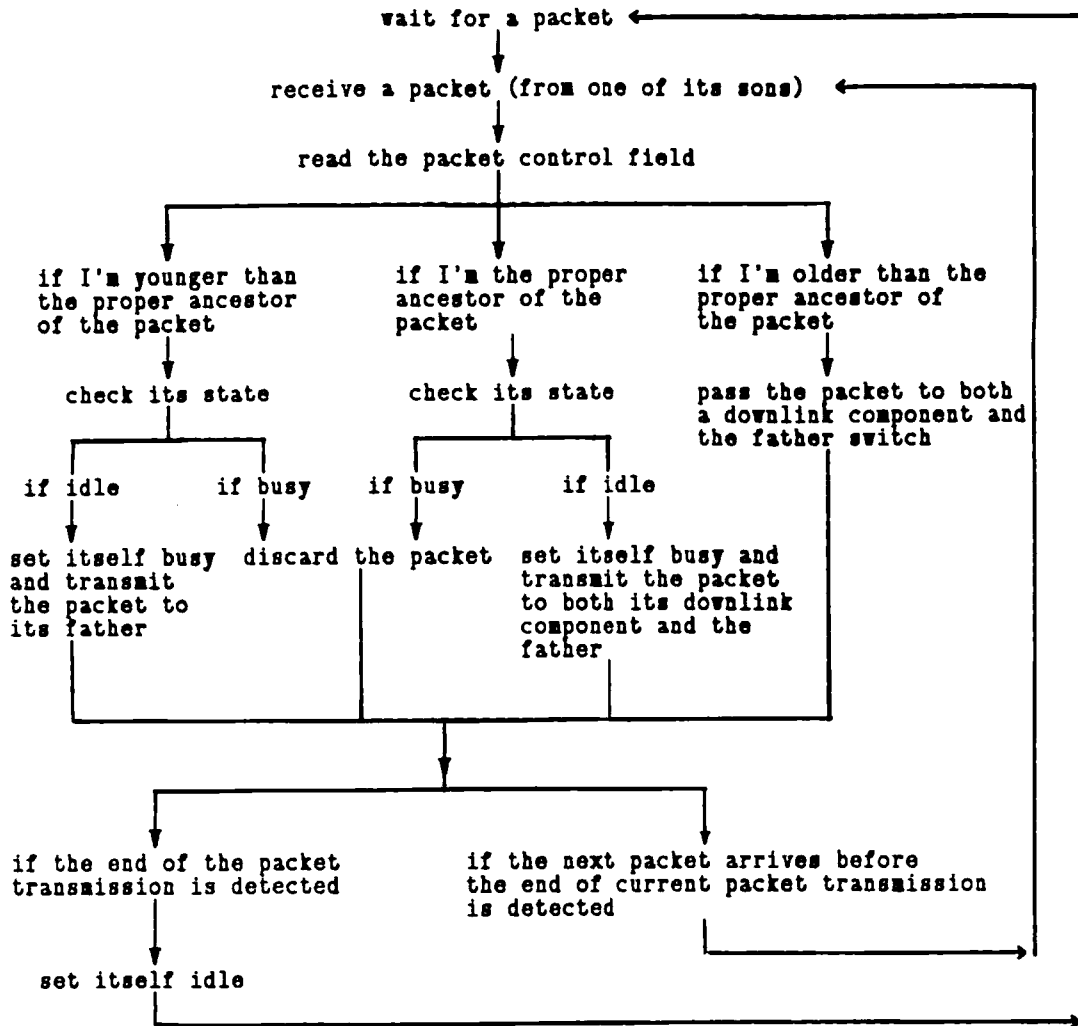 wait for a packet
receive a packet (from one of its sons)
read the packet control field
if I'm younger than
the proper ancestor
of the packet
if I'm the proper
ancestor of the
packet
if I'm older than the
proper ancestor of
the packet
check its state
check its state
pass the packet to both
a downlink component and
the father switch
if idle
if busy
if busy
if idle
set itself busy
and transmit
the packet to
its father
discard the packet
set itself busy and
transmit the packet
to both its downlink
component and the
father
if the end of the packet
transmission is detected
if the next packet arrives before
the end of current packet transmission
is detected
set itself idle